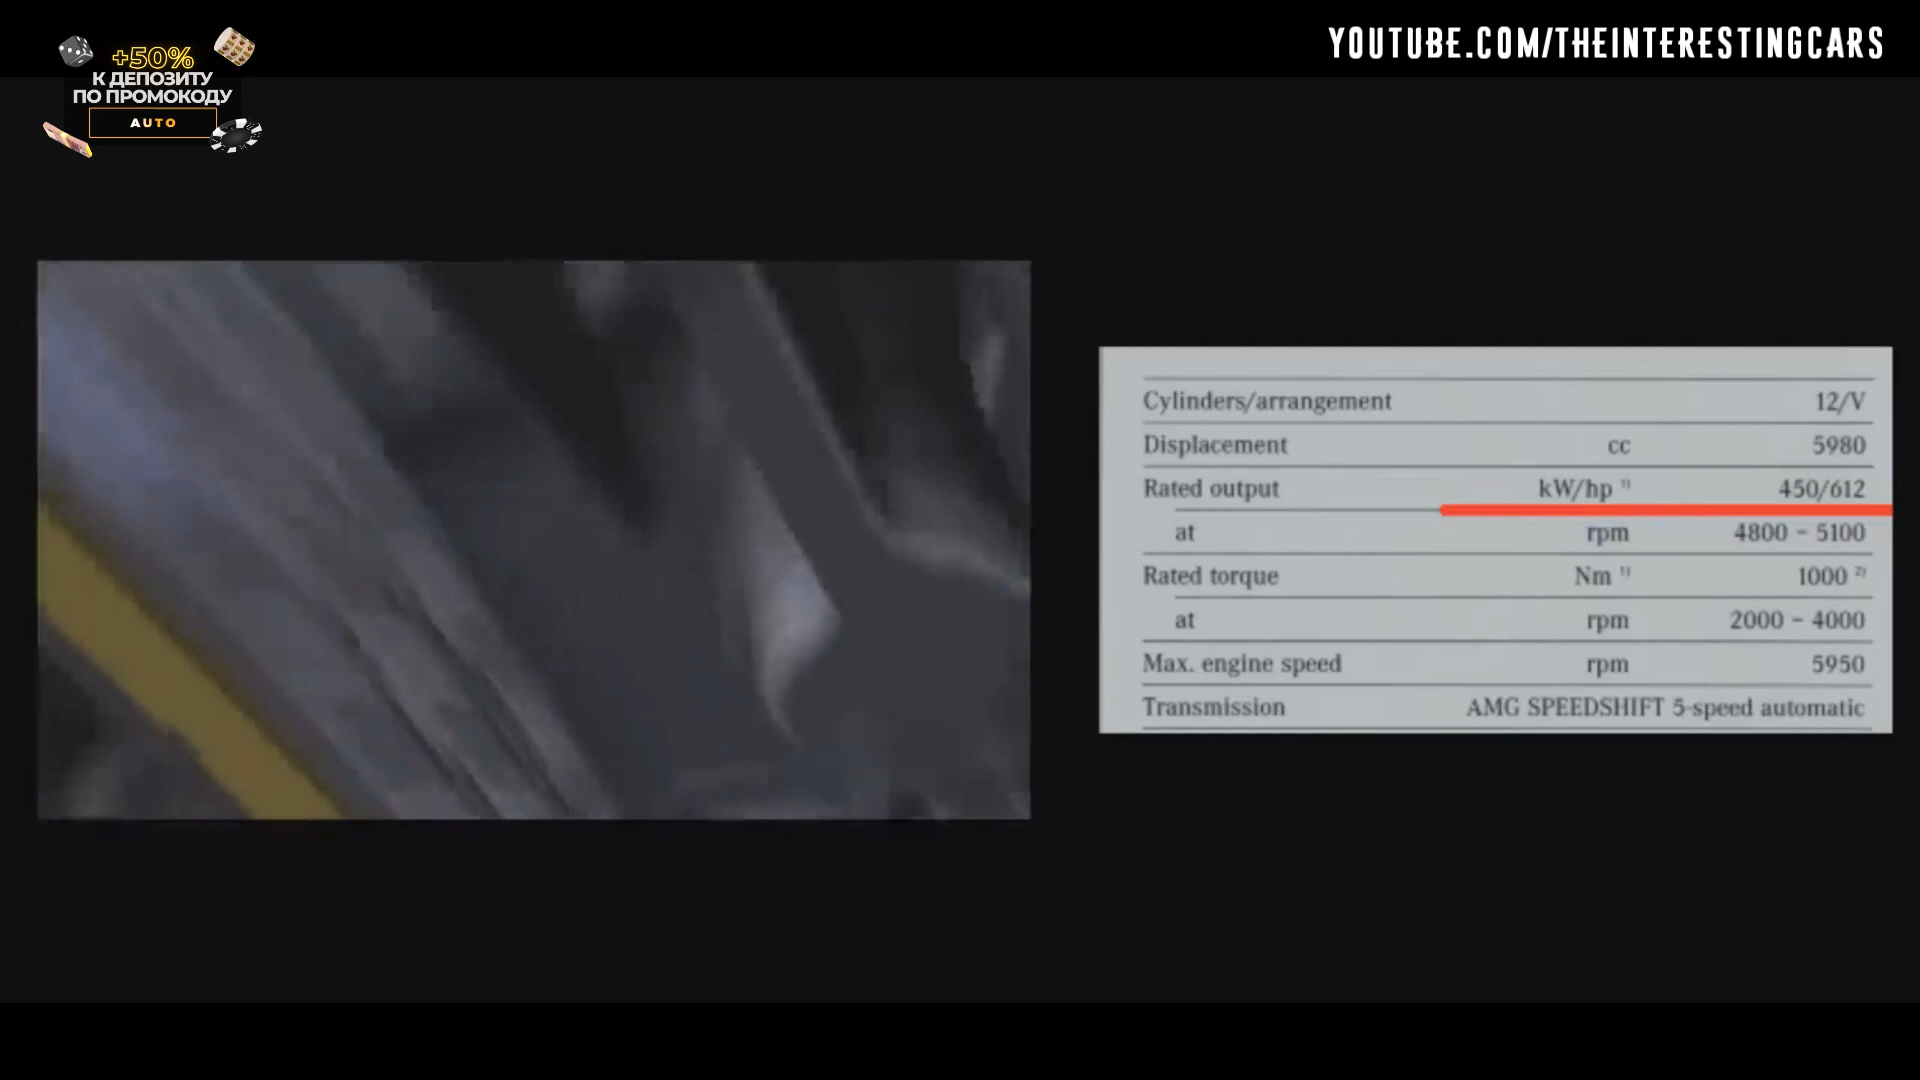 YOUTUBE.COM/THEINTERESTINGCARS
+50%
К ДЕПОЗИТУ
ПО ПРОМОКОДУ
AUTO
Cylinders/arrangement 12/V
Displacement cc 5980
Rated output kW/hp ¹⁾ 450/612
at rpm 4800 – 5100
Rated torque Nm ¹⁾ 1000 ²⁾
at rpm 2000 – 4000
Max. engine speed rpm 5950
Transmission AMG SPEEDSHIFT 5-speed automatic